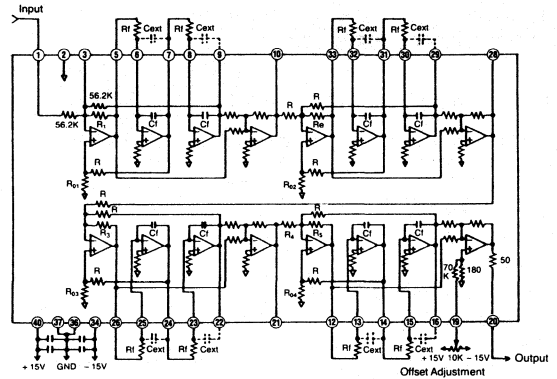 Input
Rf Cext Rf Cext Rf Cext Rf Cext
1 2 3 5 6 7 8 9 10 33 32 31 30 29 28
56.2K
56.2K R1 Cf Cf R R Cf Cf
R R
R01 R02
R R
R3 Cf Cf R4 R5 Cf Cf
R R 70 K 180 50
R03 R04
40 37 36 34 26 25 24 23 22 21 12 13 14 15 16 19 20
+15V GND -15V Rf Cext Rf Cext Rf Cext Rf Cext +15V 10K -15V Output
Offset Adjustment